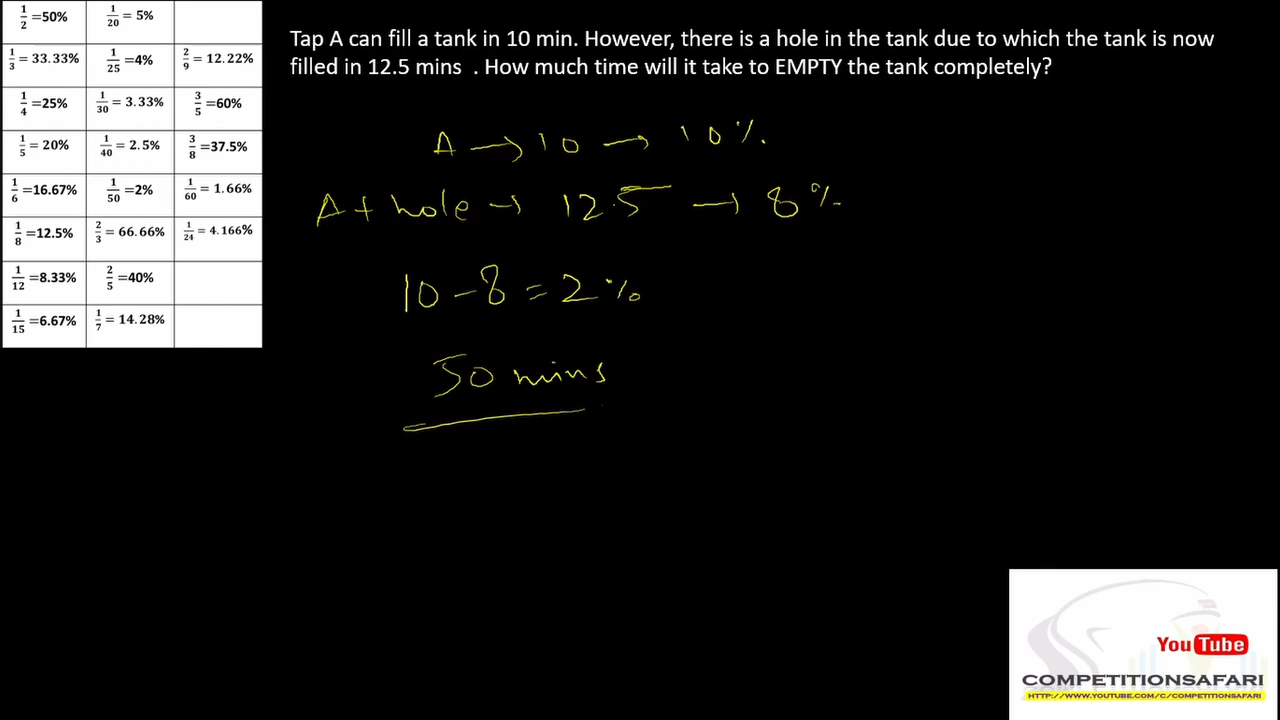 1/2 =50% 1/20 = 5%
1/3 = 33.33% 1/25 =4% 2/9 = 12.22%
1/4 =25% 1/30 = 3.33% 3/5 =60%
1/5 = 20% 1/40 = 2.5% 3/8 =37.5%
1/6 =16.67% 1/50 =2% 1/60 = 1.66%
1/8 =12.5% 2/3 = 66.66% 1/24 = 4.166%
1/12 =8.33% 2/5 =40%
1/15 =6.67% 1/7 = 14.28%
Tap A can fill a tank in 10 min. However, there is a hole in the tank due to which the tank is now
filled in 12.5 mins . How much time will it take to EMPTY the tank completely?
A → 10 → 10%.
A + hole → 12.5 → 8%
10 - 8 = 2%
50 mins
YouTube
COMPETITIONSAFARI
HTTP://WWW.YOUTUBE.COM/C/COMPETITIONSAFARI